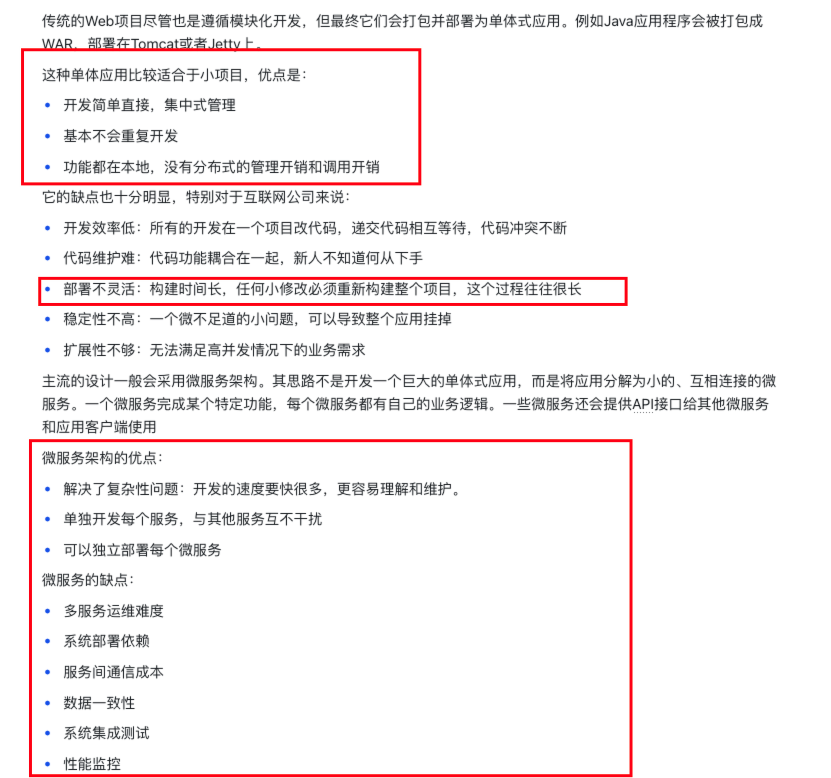 传统的Web项目尽管也是遵循模块化开发，但最终它们会打包并部署为单体式应用。例如Java应用程序会被打包成
WAR，部署在Tomcat或者Jetty上。
这种单体应用比较适合于小项目，优点是：
• 开发简单直接，集中式管理
• 基本不会重复开发
• 功能都在本地，没有分布式的管理开销和调用开销
它的缺点也十分明显，特别对于互联网公司来说：
• 开发效率低：所有的开发在一个项目改代码，递交代码相互等待，代码冲突不断
• 代码维护难：代码功能耦合在一起，新人不知道何从下手
• 部署不灵活：构建时间长，任何小修改必须重新构建整个项目，这个过程往往很长
• 稳定性不高：一个微不足道的小问题，可以导致整个应用挂掉
• 扩展性不够：无法满足高并发情况下的业务需求
主流的设计一般会采用微服务架构。其思路不是开发一个巨大的单体式应用，而是将应用分解为小的、互相连接的微
服务。一个微服务完成某个特定功能，每个微服务都有自己的业务逻辑。一些微服务还会提供API接口给其他微服务
和应用客户端使用
微服务架构的优点：
• 解决了复杂性问题：开发的速度要快很多，更容易理解和维护。
• 单独开发每个服务，与其他服务互不干扰
• 可以独立部署每个微服务
微服务的缺点：
• 多服务运维难度
• 系统部署依赖
• 服务间通信成本
• 数据一致性
• 系统集成测试
• 性能监控